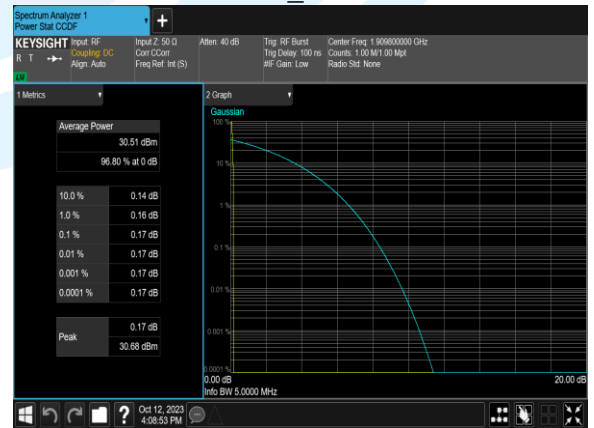 Spectrum Analyzer 1
Power Stat CCDF
KEYSIGHT
R T
LV
Input: RF
Coupling: DC
Align: Auto
Input Z: 50 Ω
Corr CCorr
Freq Ref: Int (S)
Atten: 40 dB
Trig: RF Burst
Trig Delay: 100 ns
#IF Gain: Low
Center Freq: 1.909800000 GHz
Counts: 1.00 M/1.00 Mpt
Radio Std: None
1 Metrics
Average Power
30.51 dBm
96.80 % at 0 dB
10.0 % 0.14 dB
1.0 % 0.16 dB
0.1 % 0.17 dB
0.01 % 0.17 dB
0.001 % 0.17 dB
0.0001 % 0.17 dB
Peak
0.17 dB
30.68 dBm
2 Graph
Gaussian
100 %
10 %
1 %
0.1 %
0.01 %
0.001 %
0.0001 %
0.00 dB 20.00 dB
Info BW 5.0000 MHz
? Oct 12, 2023
4:08:53 PM